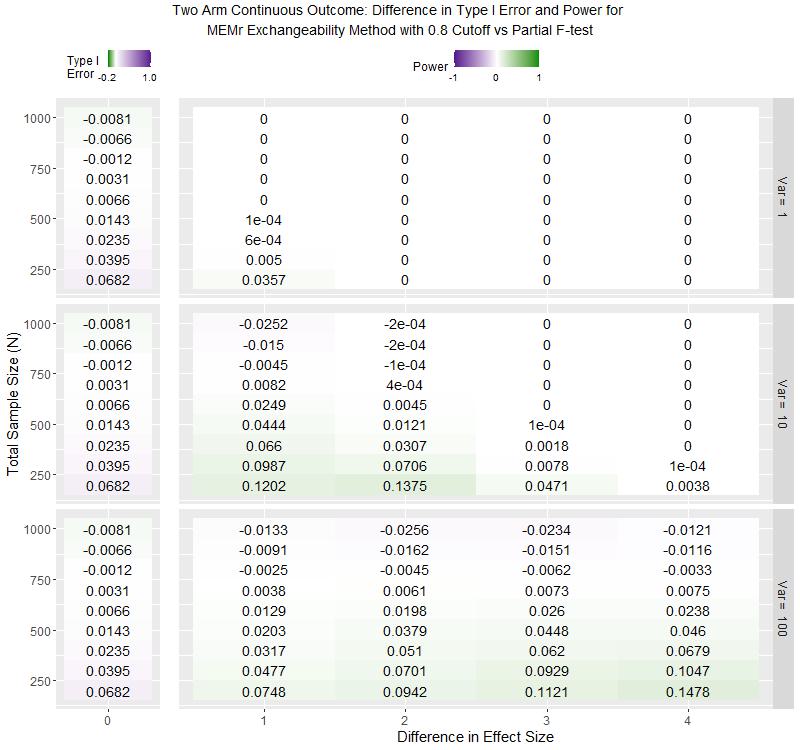 Two Arm Continuous Outcome: Difference in Type I Error and Power for
MEMr Exchangeability Method with 0.8 Cutoff vs Partial F-test
Type I
Error -0.2 1.0
Power -1 0 1
Total Sample Size (N)
1000 -0.0081 0 0 0 0
-0.0066 0 0 0 0
750 -0.0012 0 0 0 0
0.0031 0 0 0 0
0.0066 0 0 0 0
500 0.0143 1e-04 0 0 0
0.0235 6e-04 0 0 0
0.0395 0.005 0 0 0
250 0.0682 0.0357 0 0 0
Var = 1
1000 -0.0081 -0.0252 -2e-04 0 0
-0.0066 -0.015 -2e-04 0 0
750 -0.0012 -0.0045 -1e-04 0 0
0.0031 0.0082 4e-04 0 0
0.0066 0.0249 0.0045 0 0
500 0.0143 0.0444 0.0121 1e-04 0
0.0235 0.066 0.0307 0.0018 0
0.0395 0.0987 0.0706 0.0078 1e-04
250 0.0682 0.1202 0.1375 0.0471 0.0038
Var = 10
1000 -0.0081 -0.0133 -0.0256 -0.0234 -0.0121
-0.0066 -0.0091 -0.0162 -0.0151 -0.0116
750 -0.0012 -0.0025 -0.0045 -0.0062 -0.0033
0.0031 0.0038 0.0061 0.0073 0.0075
0.0066 0.0129 0.0198 0.026 0.0238
500 0.0143 0.0203 0.0379 0.0448 0.046
0.0235 0.0317 0.051 0.062 0.0679
0.0395 0.0477 0.0701 0.0929 0.1047
250 0.0682 0.0748 0.0942 0.1121 0.1478
Var = 100
0 1 2 3 4
Difference in Effect Size